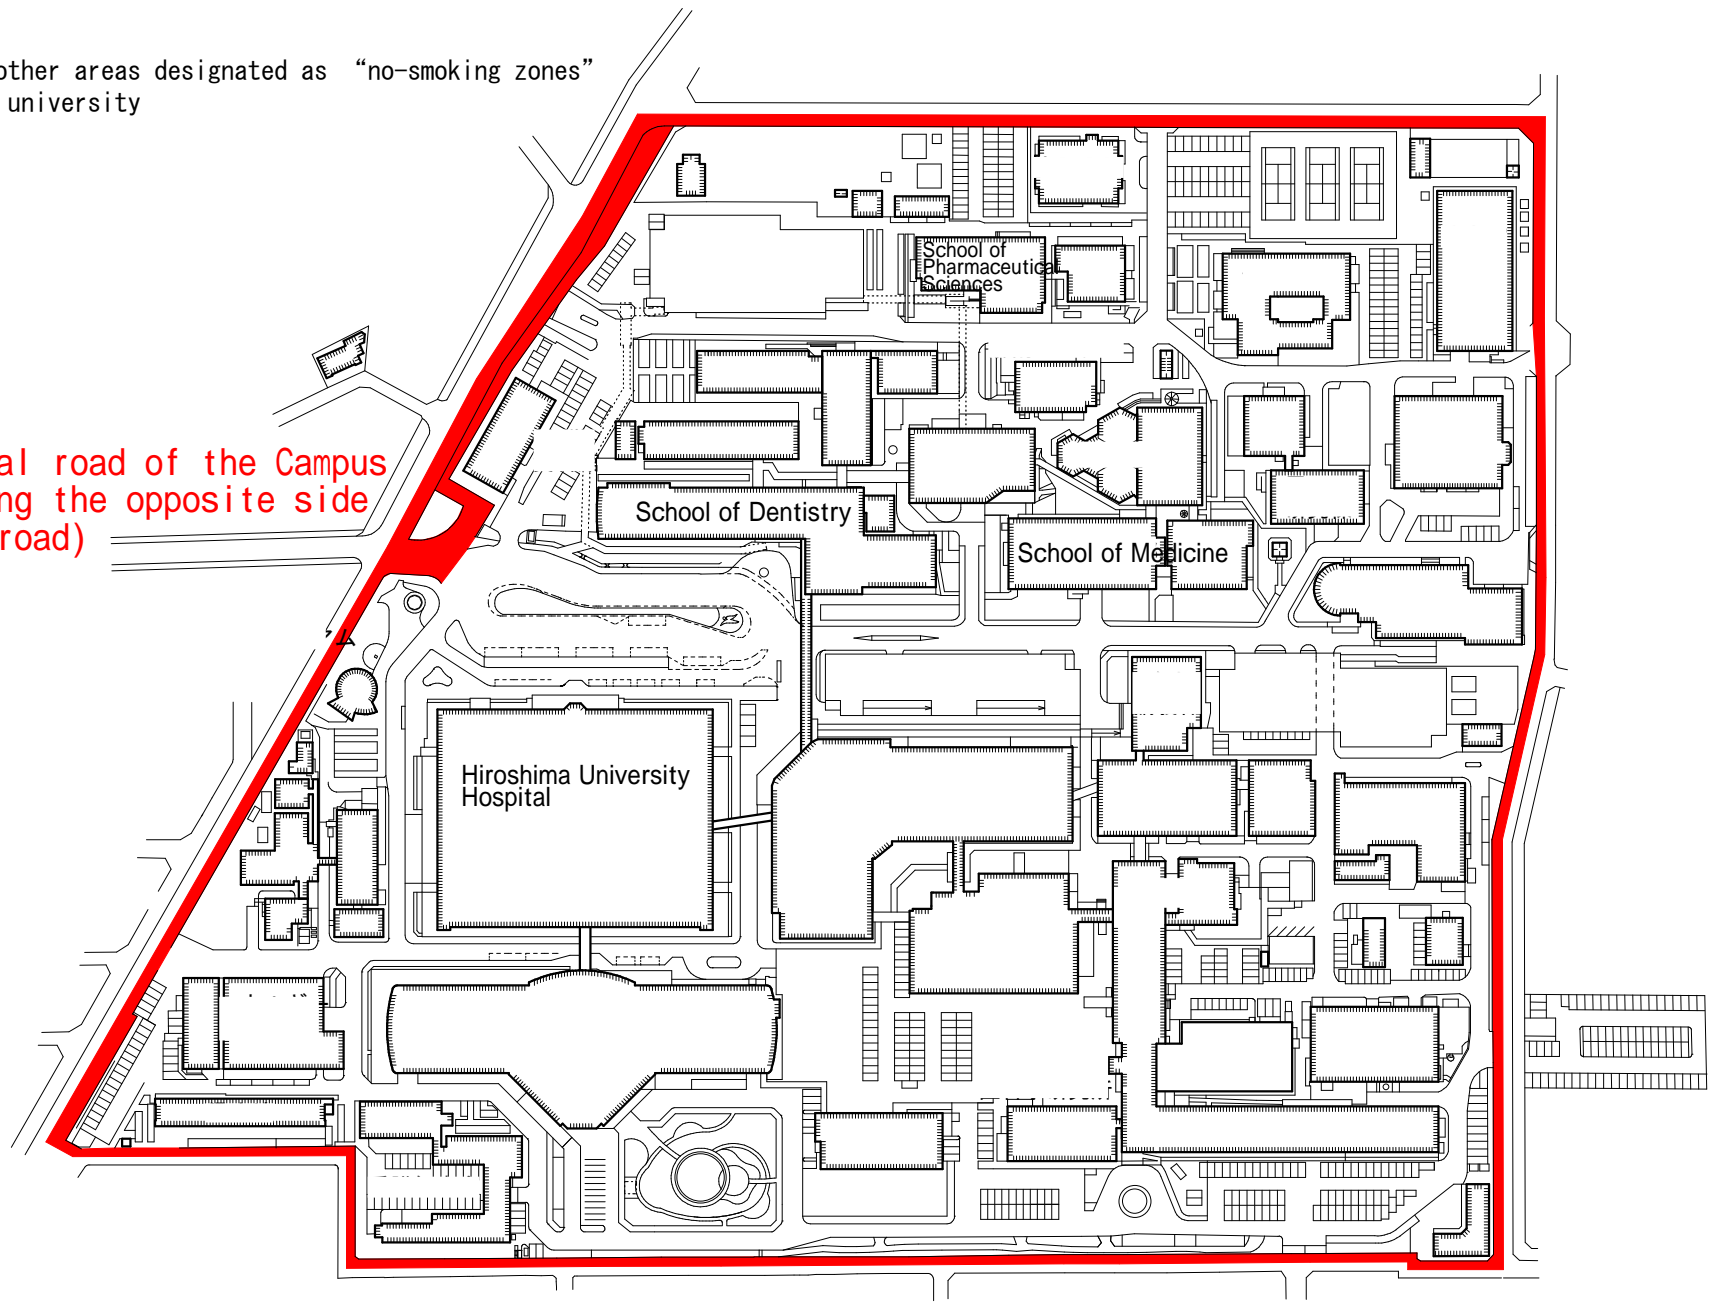 other areas designated as “no-smoking zones”
university
School of
Pharmaceutical
Sciences
al road of the Campus
ng the opposite side
road)
School of Dentistry
School of Medicine
Hiroshima University
Hospital